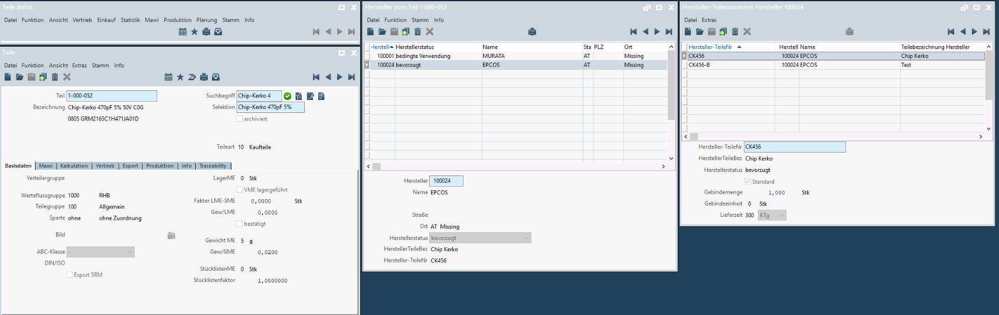 Teile (Info)
Datei Funktion Ansicht Vertrieb Einkauf Statistik Mawi Produktion Planung Stamm Info
Teile
Datei Funktion Ansicht Extras Stamm Info
Teil 1-000-052
Suchbegriff Chip-Kerko 4
Bezeichnung Chip-Kerko 470pF 5% 50V C0G
Selektion Chip-Kerko 470pF 5%
0805 GRM2165C1H471JA01D
archiviert
Teileart 10 Kaufteile
Basisdaten Mawi Kalkulation Vertrieb Export Produktion Info Traceability
Verteilergruppe
LagerME 0 Stk
VME lagergeführt
Werteflussgruppe 1000 RHB
Faktor LME-SME 0,0000 Stk
Teilegruppe 100 Allgemein
Gew/LME 0,0000
Sparte ohne ohne Zuordnung
bestätigt
Bild
Gewicht ME 5 g
ABC-Klasse -
Gew/GME 0,0200
DIN/ISO
StücklistenME 0 Stk
Export SRM
Stücklistenfaktor 1,0000000
Hersteller zum Teil 1-000-052
Datei Funktion Stamm Info
Herstell Herstellerstatus Name Sta PLZ Ort
100001 bedingte Verwendung MURATA AT Missing
100024 bevorzugt EPCOS AT Missing
Hersteller 100024
Name EPCOS
Straße
Ort AT Missing
Herstellerstatus bevorzugt
HerstellerTeileBez Chip Kerko
Hersteller-TeileNr CK456
Hersteller-Teilenummern Hersteller 100024
Datei Extras
Hersteller-TeileNr Herstell Name Teilebezeichnung Hersteller
CK456 100024 EPCOS Chip Kerko
CK456-B 100024 EPCOS Test
Hersteller-TeileNr CK456
HerstellerTeileBez Chip Kerko
Herstellerstatus bevorzugt
Standard
Gebindemenge 1,000 Stk
Gebindeeinheit 0 Stk
Lieferzeit 300 KTg